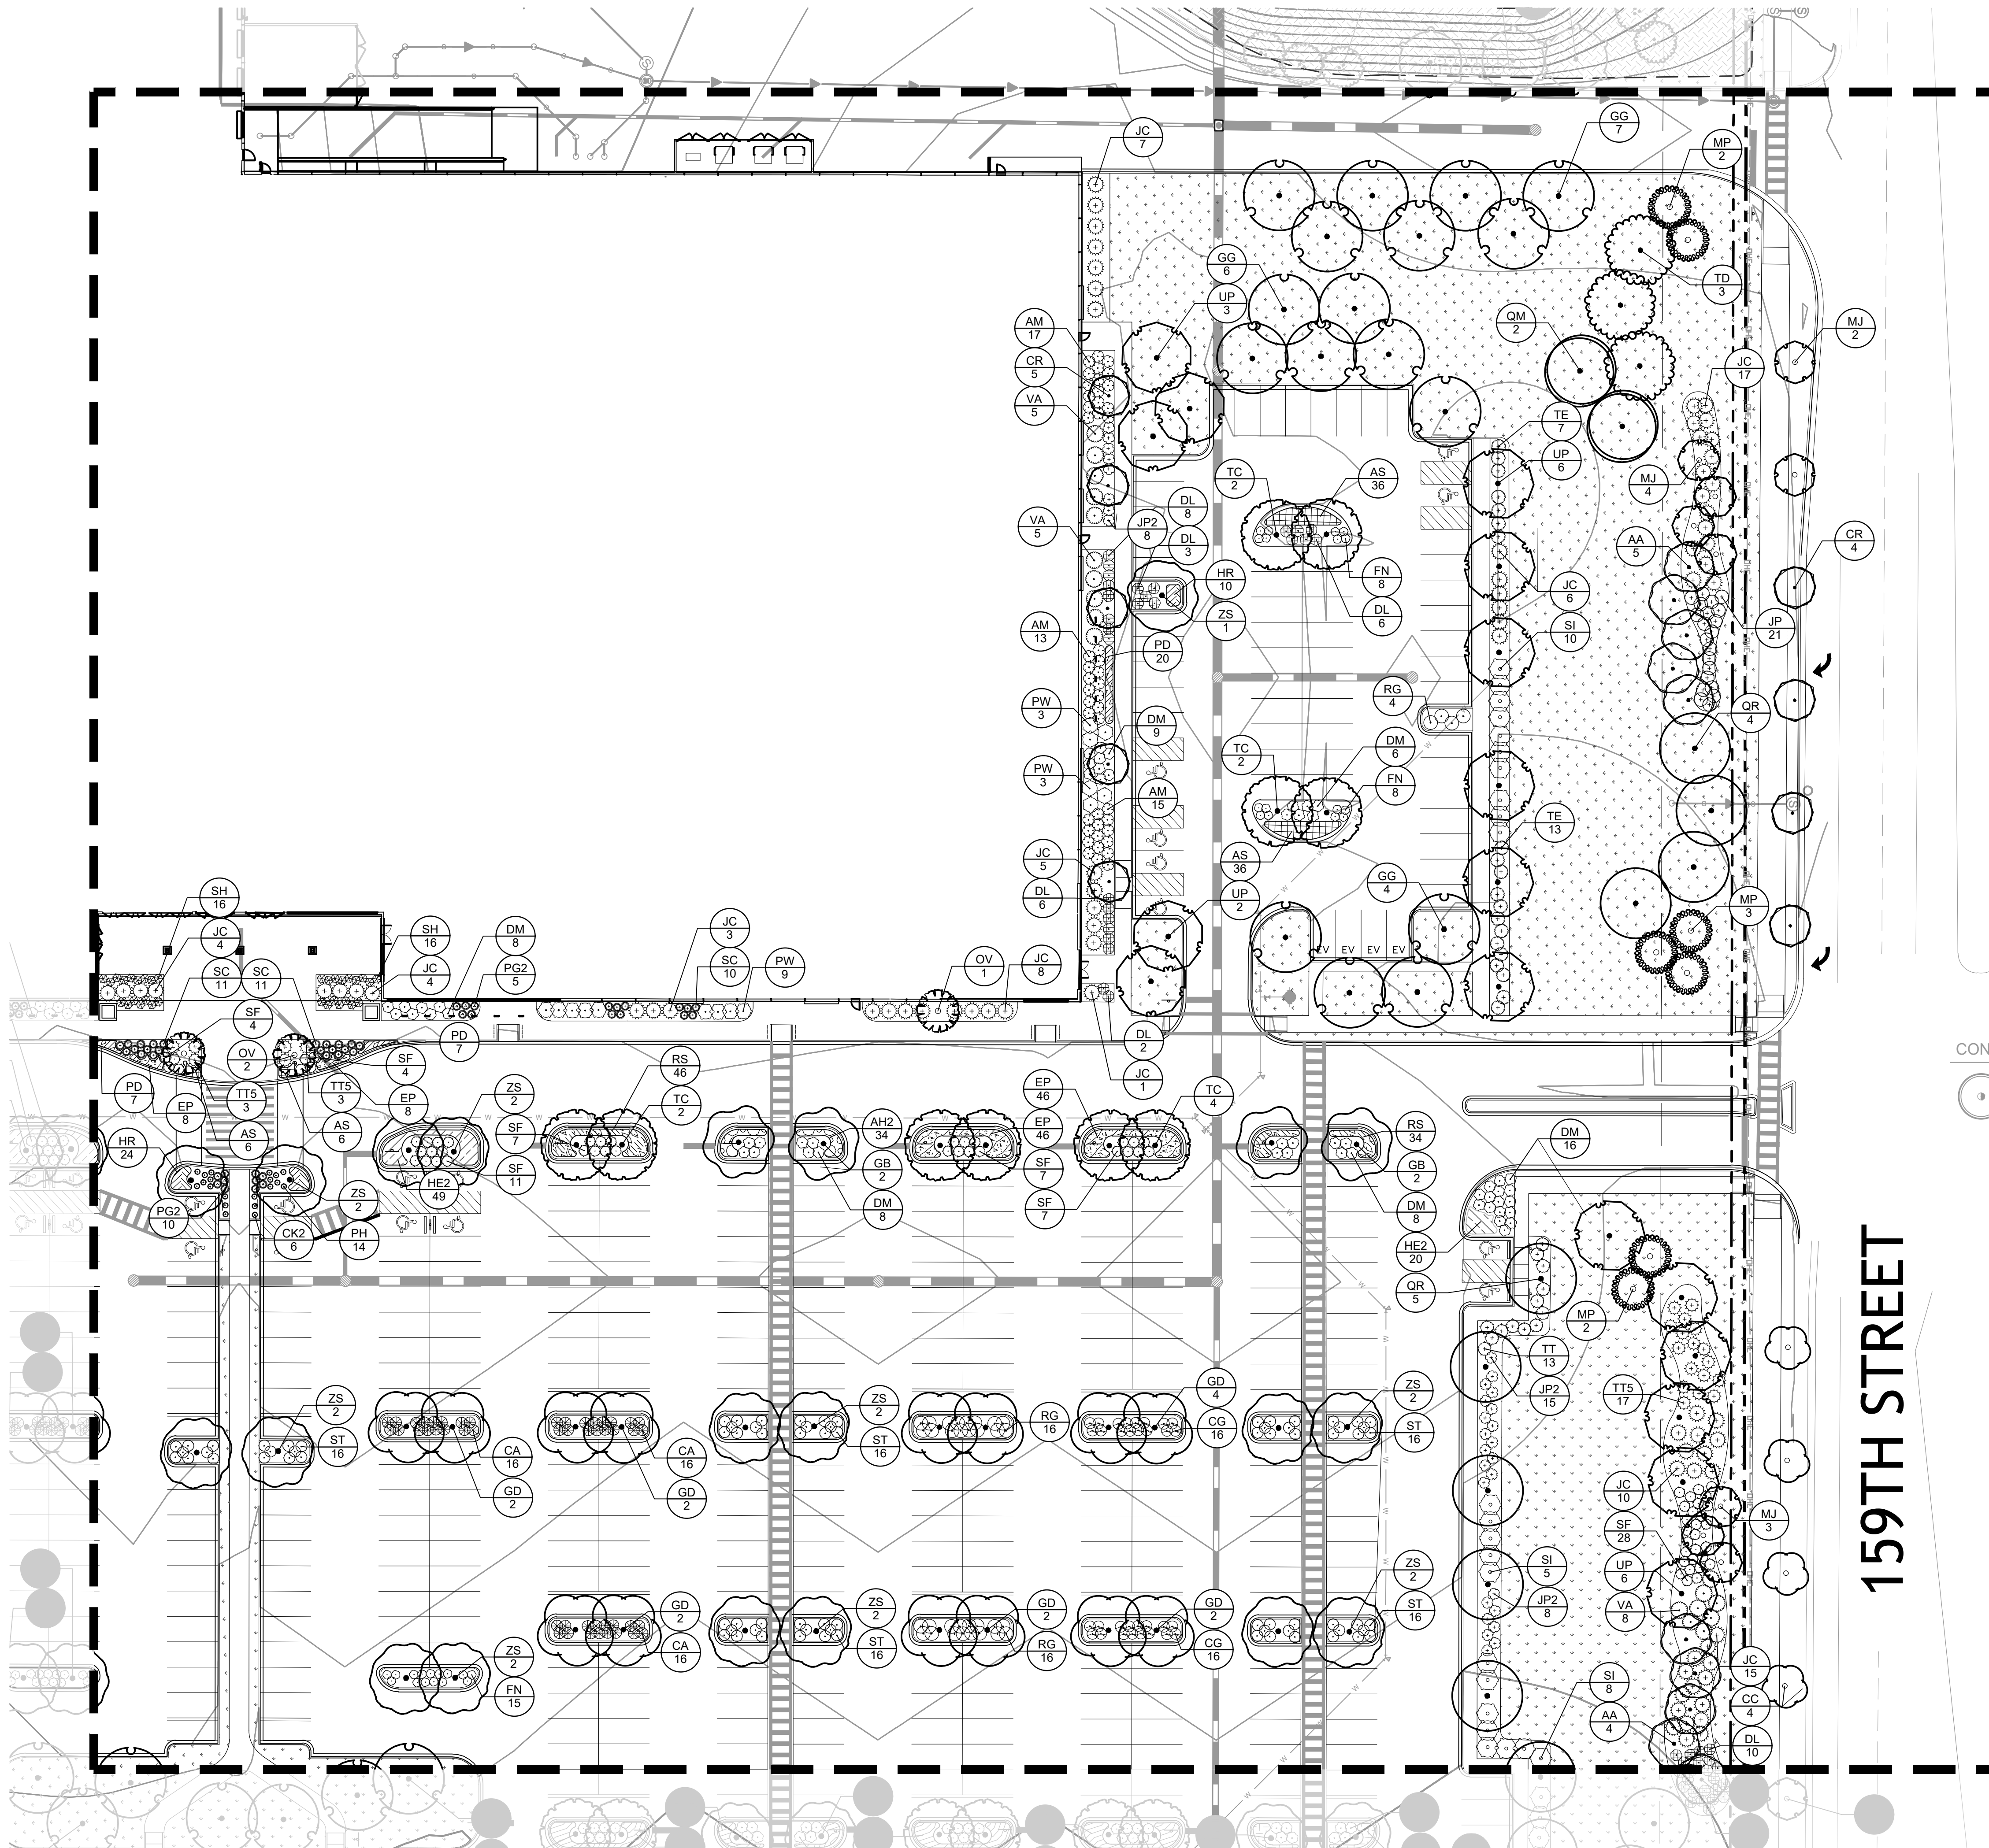 JC
7
GG
7
MP
2
GG
6
UP
3
TD
3
AM
17
QM
2
MJ
2
CR
5
JC
17
VA
5
TE
7
UP
6
TC
2
AS
36
MJ
4
DL
8
VA
5
JP2
8
DL
3
AA
5
CR
4
HR
10
FN
8
JC
6
ZS
1
DL
6
AM
13
SI
10
JP
21
PD
20
PW
3
RG
4
QR
4
DM
9
TC
2
DM
6
PW
3
FN
8
AM
15
TE
13
JC
5
AS
36
DL
6
UP
2
GG
4
MP
3
SH
16
JC
4
SH
16
DM
8
JC
3
EV EV EV EV
SC
11
SC
11
JC
4
PG2
5
SC
10
PW
9
OV
1
JC
8
SF
4
OV
2
PD
7
DL
2
CON
SF
4
RS
46
JC
1
PD
7
EP
8
TT5
3
TT5
3
EP
8
ZS
2
TC
2
EP
46
TC
4
HR
24
AS
6
AS
6
SF
7
AH2
34
EP
46
RS
34
DM
16
HE2
49
SF
11
GB
2
SF
7
GB
2
PG2
10
ZS
2
DM
8
SF
7
DM
8
CK2
6
PH
14
HE2
20
QR
5
MP
2
159TH STREET
TT
13
ZS
2
ZS
2
GD
4
ZS
2
JP2
15
TT5
17
ST
16
CA
16
CA
16
ST
16
RG
16
CG
16
ST
16
GD
2
GD
2
JC
10
MJ
3
SF
28
SI
5
UP
6
ZS
2
GD
2
ZS
2
GD
2
GD
2
ST
16
JP2
8
VA
8
CA
16
ST
16
RG
16
CG
16
ZS
2
FN
15
SI
8
JC
15
AA
4
CC
4
DL
10